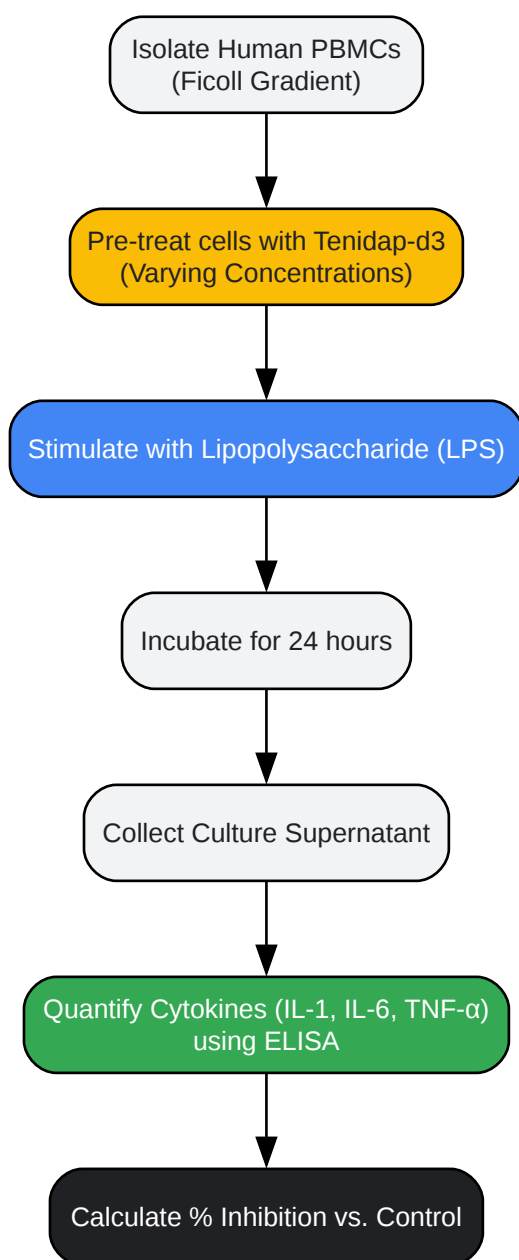 Isolate Human PBMCs
(Ficoll Gradient)
Pre-treat cells with Tenidap-d3
(Varying Concentrations)
Stimulate with Lipopolysaccharide (LPS)
Incubate for 24 hours
Collect Culture Supernatant
Quantify Cytokines (IL-1, IL-6, TNF-α)
using ELISA
Calculate % Inhibition vs. Control